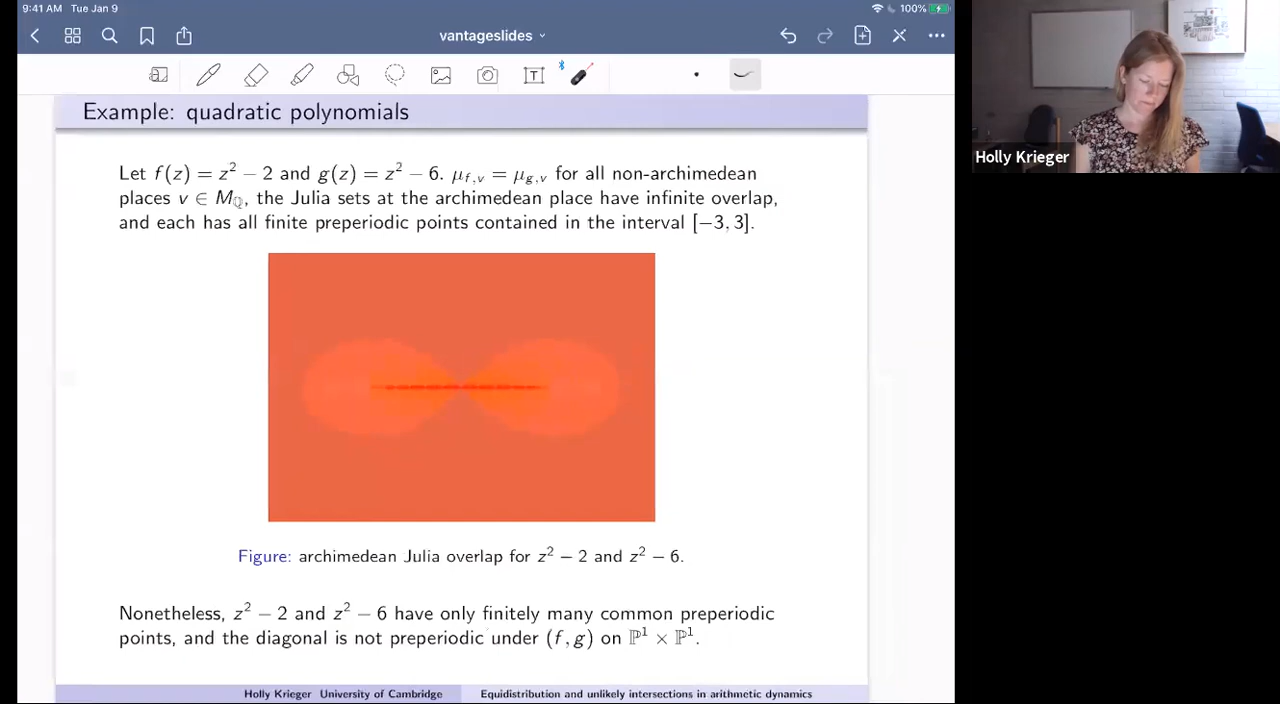 9:41 AM Tue Jan 9
100%
vantageslides
T
Example: quadratic polynomials
Holly Krieger
Let f(z) = z² − 2 and g(z) = z² − 6. μ_{f,v} = μ_{g,v} for all non-archimedean
places v ∈ M_ℚ, the Julia sets at the archimedean place have infinite overlap,
and each has all finite preperiodic points contained in the interval [−3, 3].
Figure: archimedean Julia overlap for z² − 2 and z² − 6.
Nonetheless, z² − 2 and z² − 6 have only finitely many common preperiodic
points, and the diagonal is not preperiodic under (f, g) on ℙ¹ × ℙ¹.
Holly Krieger University of Cambridge
Equidistribution and unlikely intersections in arithmetic dynamics